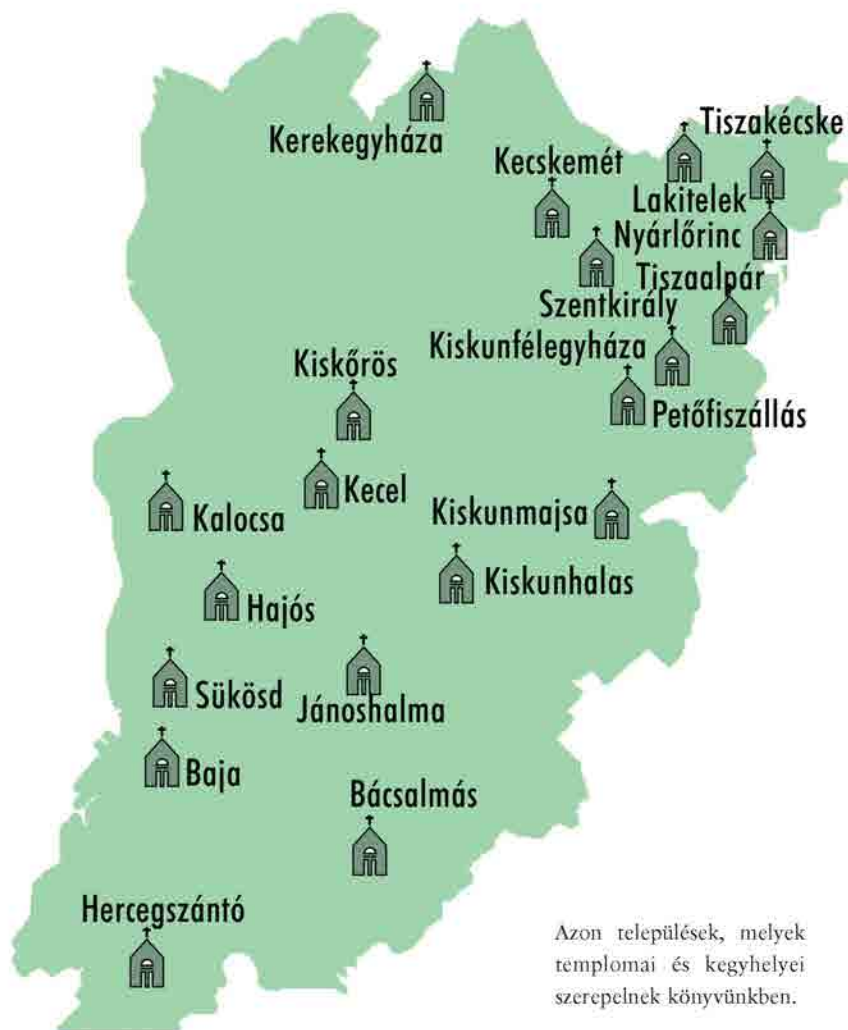 Tiszakécske
Kerekegyháza
Kecskemét
Lakitelek
Nyárlőrinc
Tiszaalpár
Szentkirály
Kiskunfélegyháza
Kiskőrös
Petőfiszállás
Kecel
Kiskunmajsa
Kalocsa
Kiskunhalas
Hajós
Sükösd
Jánoshalma
Baja
Bácsalmás
Hercegszántó
Azon települések, melyek
templomai és kegyhelyei
szerepelnek könyvünkben.